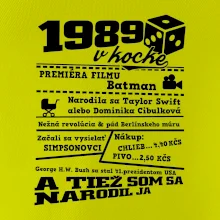 1989
v kocke
PREMIÉRA FILMU
Batman
Narodila sa Taylor Swift
alebo Dominika Cibulková
Nežná revolúcia & pád Berlínskeho múru
Začali sa vysielať
SIMPSONOVCI
Nákup:
CHLIEB...2,70 KČS
PIVO...2,50 KČS
George H.W. Bush sa stal 41.prezidentom USA
A TIEŽ SOM SA
NARODIL JA